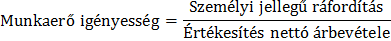 Munkaerő igényesség = Személyi jellegű ráfordítás
Értékesítés nettó árbevétele